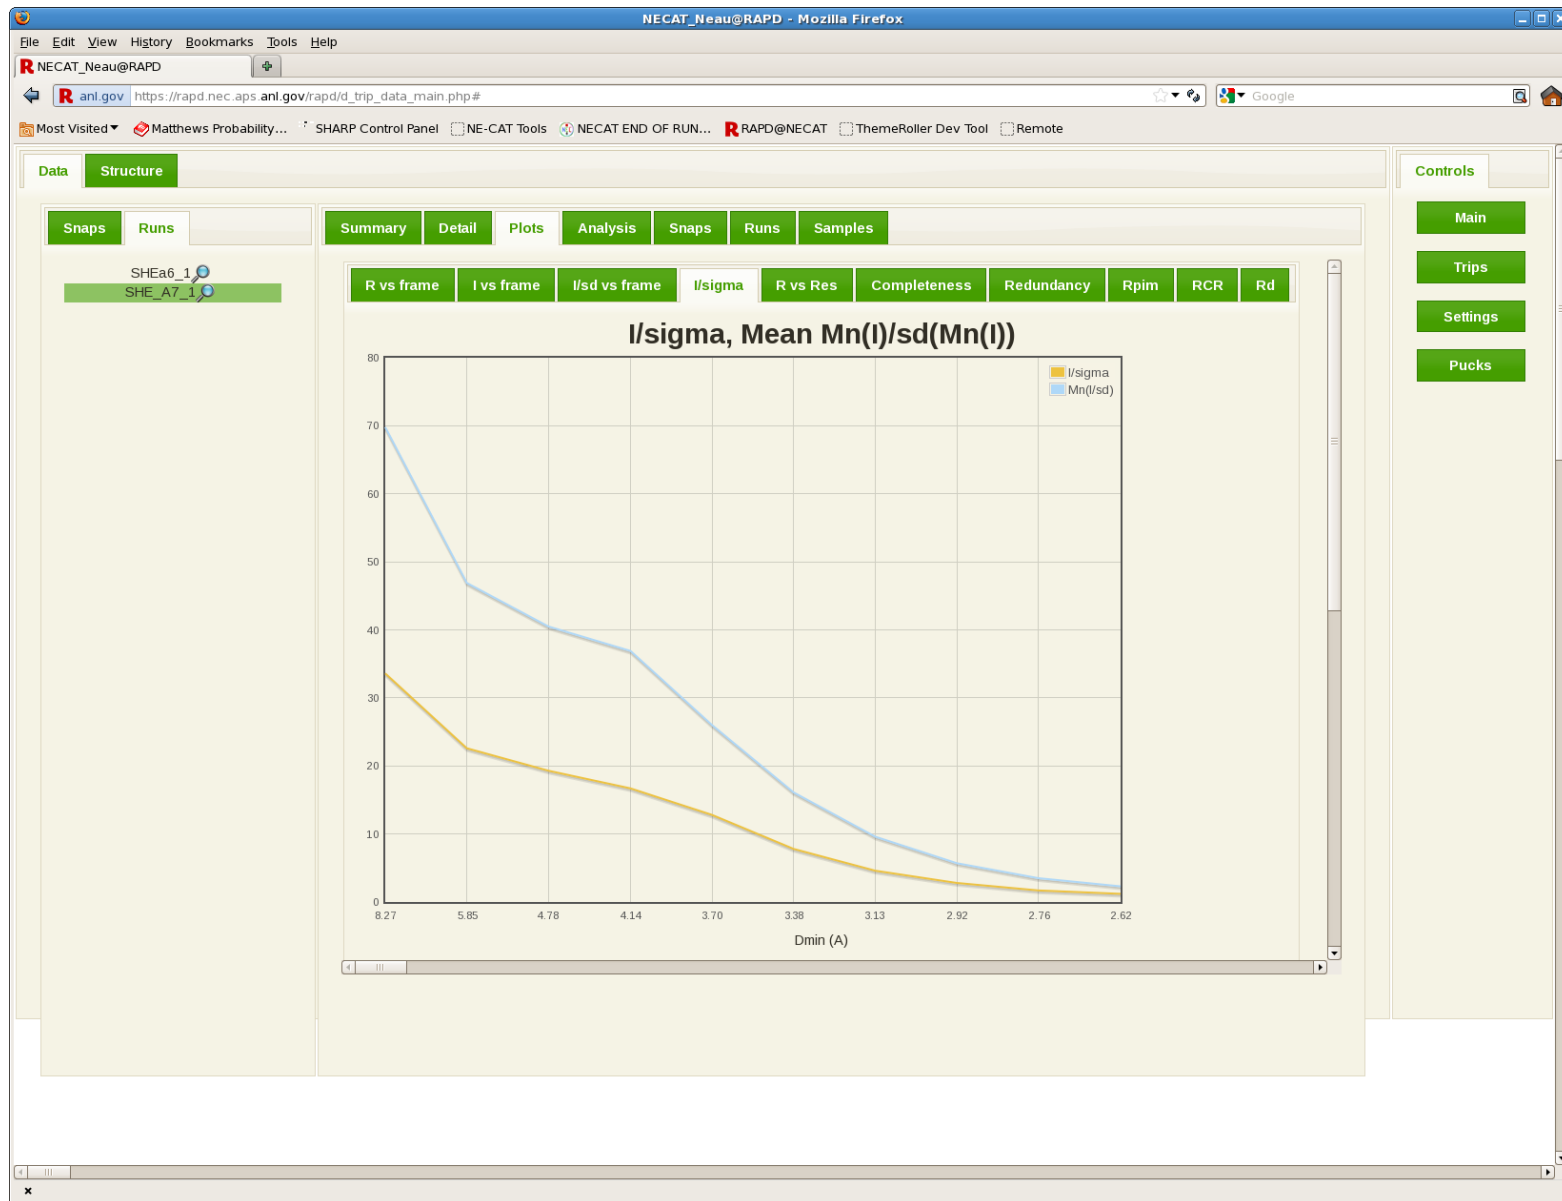 NECAT_Neau@RAPD - Mozilla Firefox
File Edit View History Bookmarks Tools Help
NECAT_Neau@RAPD
anl.gov https://rapd.nec.aps.anl.gov/rapd/d_trip_data_main.php# Google
Most Visited Matthews Probability... SHARP Control Panel NE-CAT Tools NECAT END OF RUN... RAPD@NECAT ThemeRoller Dev Tool Remote
Data Structure Controls
Snaps Runs Summary Detail Plots Analysis Snaps Runs Samples Main
SHEa6_1 Trips
SHE_A7_1 R vs frame I vs frame I/sd vs frame I/sigma R vs Res Completeness Redundancy Rpim RCR Rd
Settings
I/sigma, Mean Mn(I)/sd(Mn(I))
80
I/sigma Pucks
Mn(I/sd)
70
60
50
40
30
20
10
0
8.27 5.85 4.78 4.14 3.70 3.38 3.13 2.92 2.76 2.62
Dmin (A)